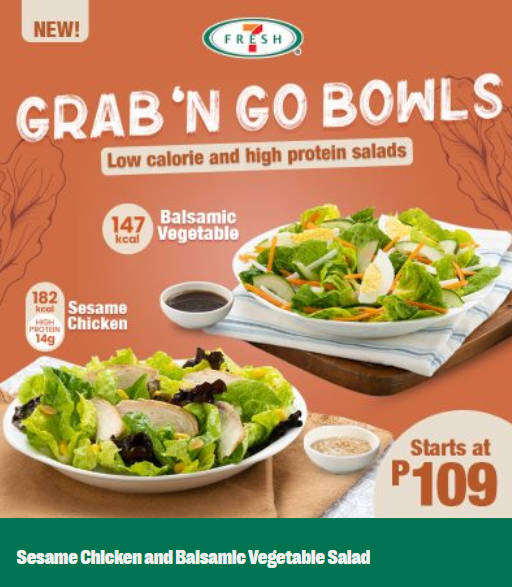 NEW!
7
FRESH
®
GRAB 'N GO BOWLS
Low calorie and high protein salads
147
kcal
Balsamic
Vegetable
182
kcal
HIGH
PROTEIN
14g
Sesame
Chicken
Starts at
P109
Sesame Chicken and Balsamic Vegetable Salad